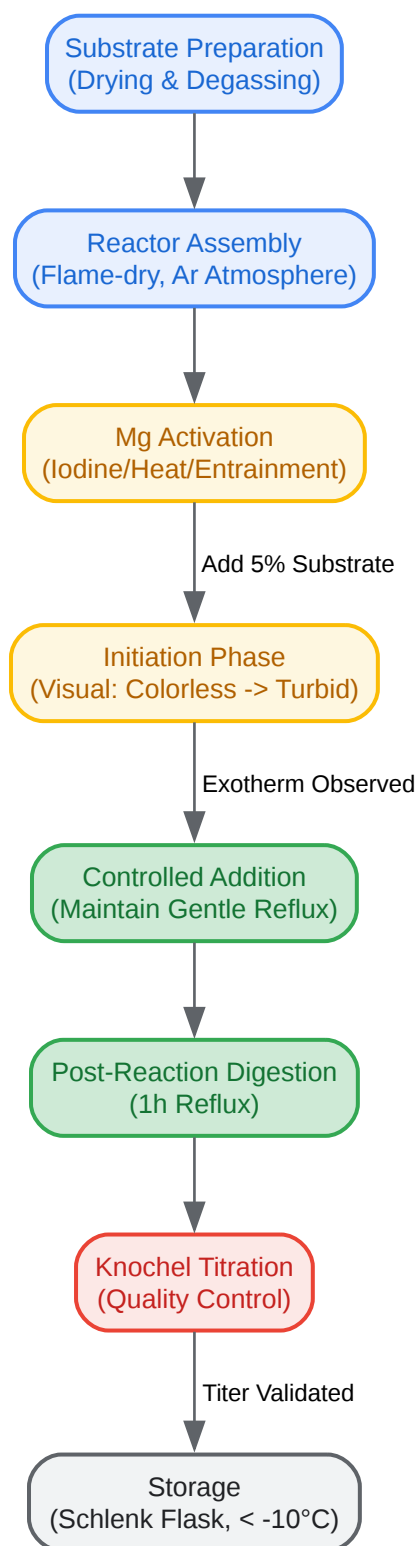 Substrate Preparation
(Drying & Degassing)
Reactor Assembly
(Flame-dry, Ar Atmosphere)
Mg Activation
(Iodine/Heat/Entrainment)
Add 5% Substrate
Initiation Phase
(Visual: Colorless -> Turbid)
Exotherm Observed
Controlled Addition
(Maintain Gentle Reflux)
Post-Reaction Digestion
(1h Reflux)
Knochel Titration
(Quality Control)
Titer Validated
Storage
(Schlenk Flask, < -10°C)